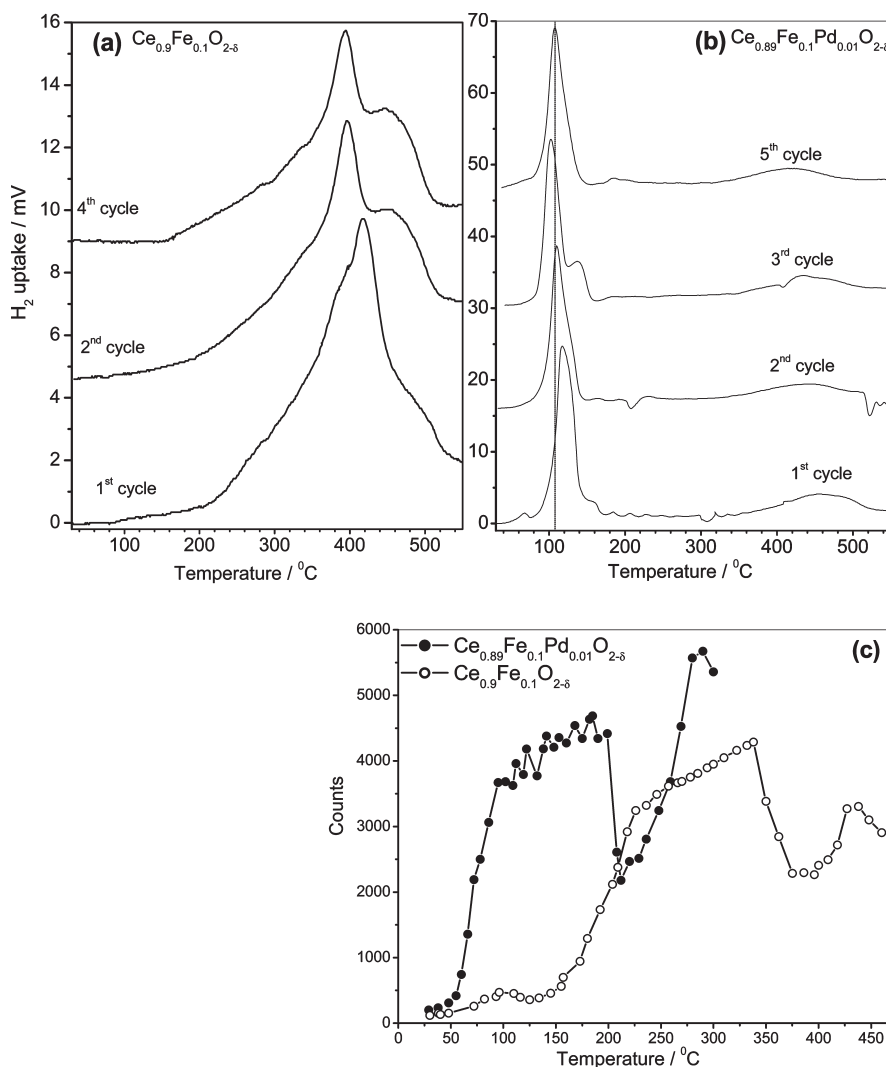 (a) Ce0.9Fe0.1O2-δ
16
14
12
10
8
6
4
2
0
H2 uptake / mV
4th cycle
2nd cycle
1st cycle
100 200 300 400 500
Temperature / 0C
(b) Ce0.89Fe0.1Pd0.01O2-δ
70
60
50
40
30
20
10
0
5th cycle
3rd cycle
2nd cycle
1st cycle
100 200 300 400 500
Temperature / 0C
(c)
Ce0.89Fe0.1Pd0.01O2-δ
Ce0.9Fe0.1O2-δ
6000
5000
4000
3000
2000
1000
0
Counts
0 50 100 150 200 250 300 350 400 450
Temperature / 0C